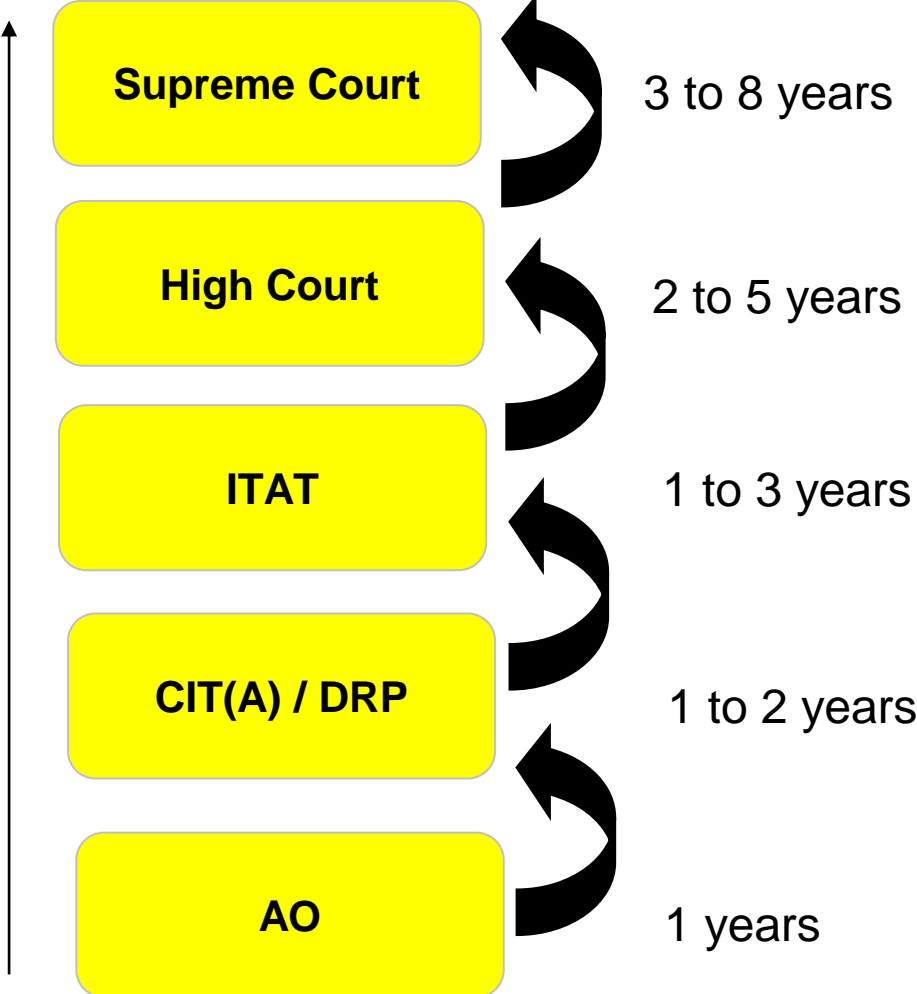 Supreme Court
3 to 8 years
High Court
2 to 5 years
ITAT
1 to 3 years
CIT(A) / DRP
1 to 2 years
AO
1 years